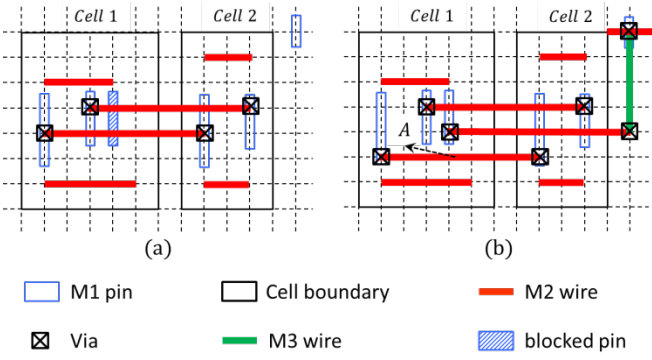 Cell 1 Cell 2 Cell 1 Cell 2
A
(a) (b)
M1 pin Cell boundary M2 wire
Via M3 wire blocked pin